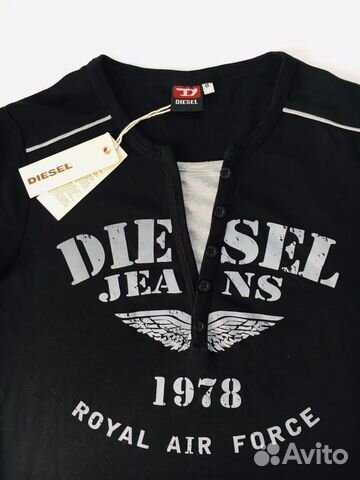 DIESEL
M
DIESEL
DIESEL
JEANS
1978
ROYAL AIR FORCE
Avito